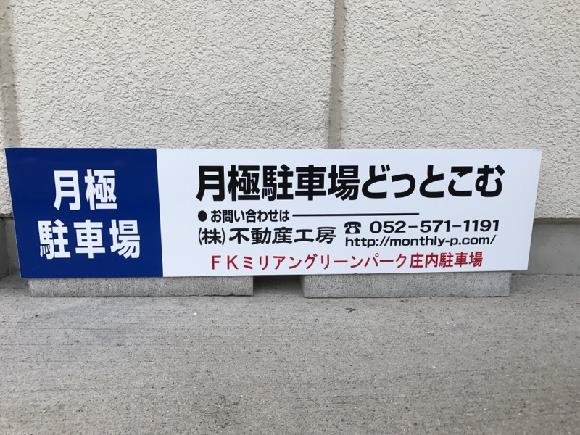 月極
駐車場
月極駐車場どっとこむ
●お問い合わせは
(株)不動産工房 ☎ 052-571-1191
http://monthly-p.com/
FKミリアングリーンパーク庄内駐車場